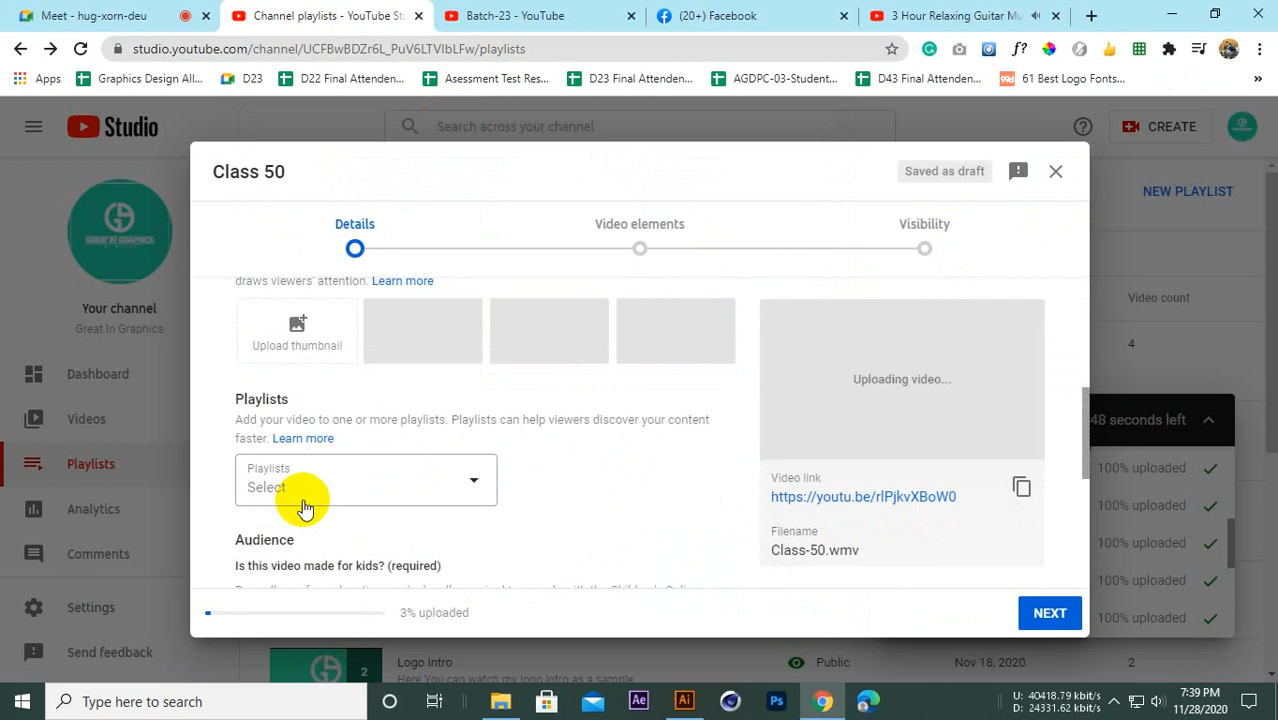 Meet - hug-xorn-deu
Channel playlists - YouTube St
Batch-23 - YouTube
(20+) Facebook
3 Hour Relaxing Guitar Mu
studio.youtube.com/channel/UCFBwBDZr6L_PuV6LTVIbLFw/playlists
Apps
Graphics Design All...
D23
D22 Final Attenden...
Asessment Test Res...
D23 Final Attenden...
AGDPC-03-Student...
D43 Final Attenden...
61 Best Logo Fonts...
»
Studio
Search across your channel
CREATE
Class 50
Saved as draft
NEW PLAYLIST
Details
Video elements
Visibility
draws viewers' attention. Learn more
Your channel
Great In Graphics
Video count
Upload thumbnail
4
Dashboard
Uploading video...
Playlists
Add your video to one or more playlists. Playlists can help viewers discover your content
faster. Learn more
Videos
48 seconds left
Playlists
Playlists
Select
Video link
https://youtu.be/rlPjkvXBoW0
100% uploaded
Analytics
100% uploaded
Audience
Filename
Class-50.wmv
Comments
Is this video made for kids? (required)
100% uploaded
Settings
3% uploaded
NEXT
100% uploaded
Send feedback
2
Logo Intro
Public
Nov 18, 2020
2
Here You can watch my logo Intro as a sample
Type here to search
Ae
Ai
Ps
U: 40418.79 kbit/s
D: 24331.62 kbit/s
7:39 PM
11/28/2020